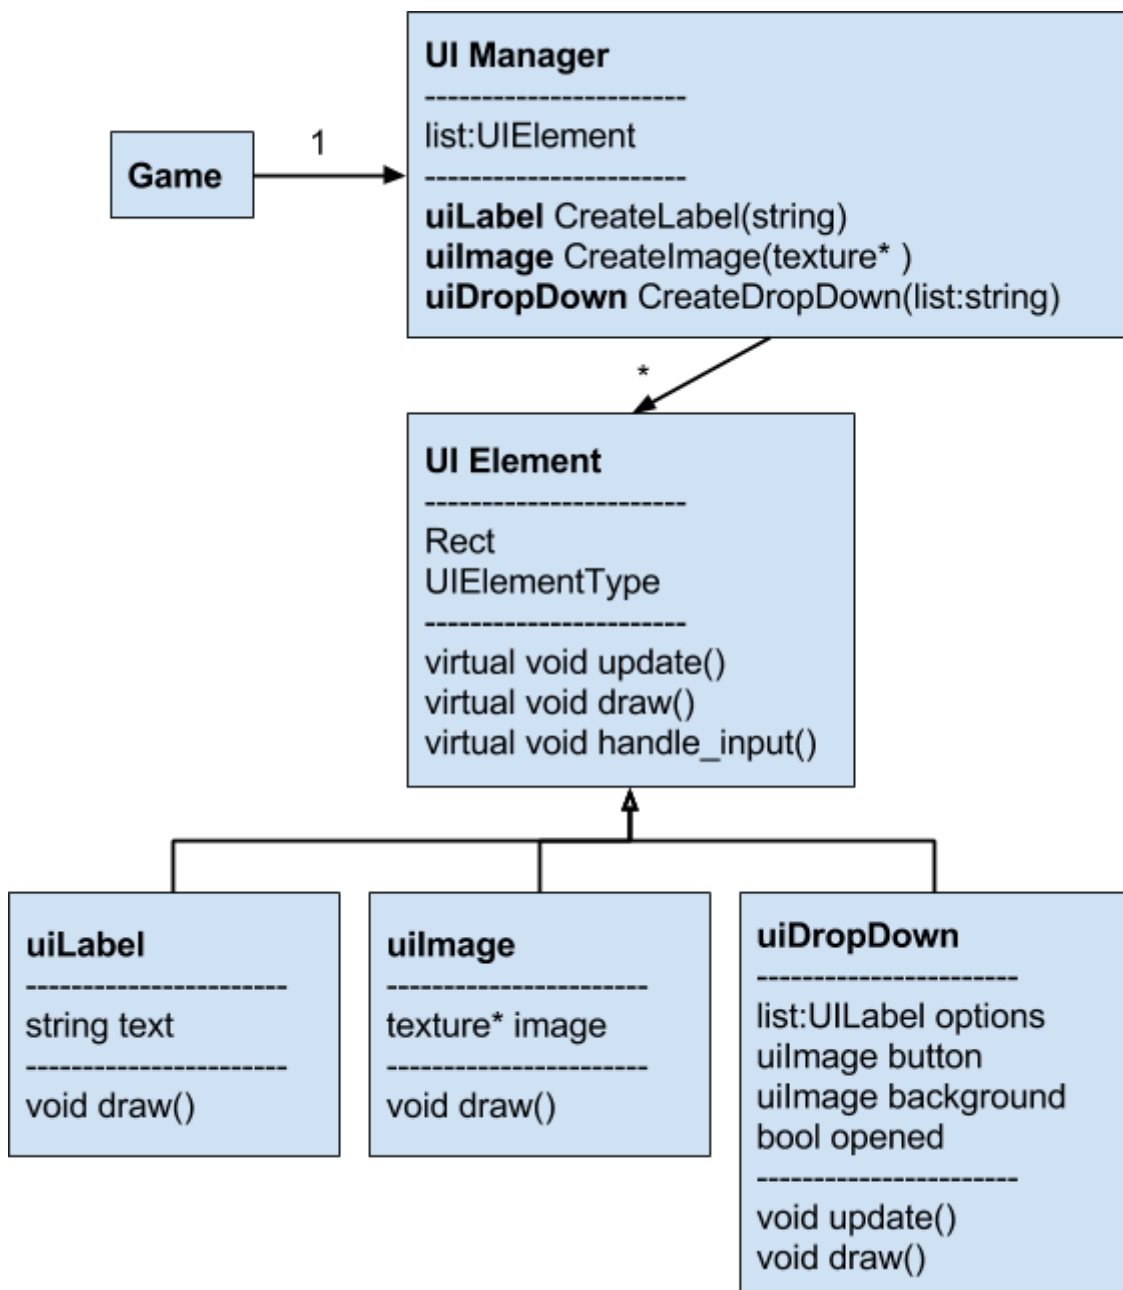 UI Manager
-----------------------
list:UIElement
-----------------------
uiLabel CreateLabel(string)
uiImage CreateImage(texture* )
uiDropDown CreateDropDown(list:string)
Game
1
*
UI Element
-----------------------
Rect
UIElementType
-----------------------
virtual void update()
virtual void draw()
virtual void handle_input()
uiLabel
-----------------------
string text
-----------------------
void draw()
uiImage
-----------------------
texture* image
-----------------------
void draw()
uiDropDown
-----------------------
list:UILabel options
uiImage button
uiImage background
bool opened
-----------------------
void update()
void draw()